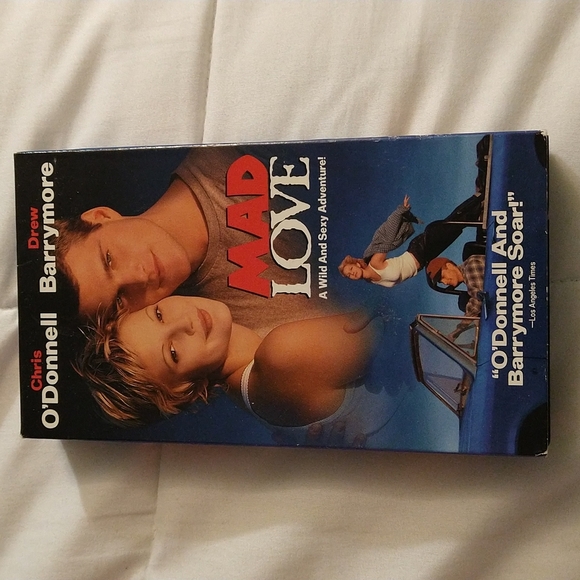 Chris Drew
O'Donnell Barrymore
MAD
LOVE
A Wild And Sexy Adventure!
"O'Donnell And
Barrymore Soar!"
—Los Angeles Times